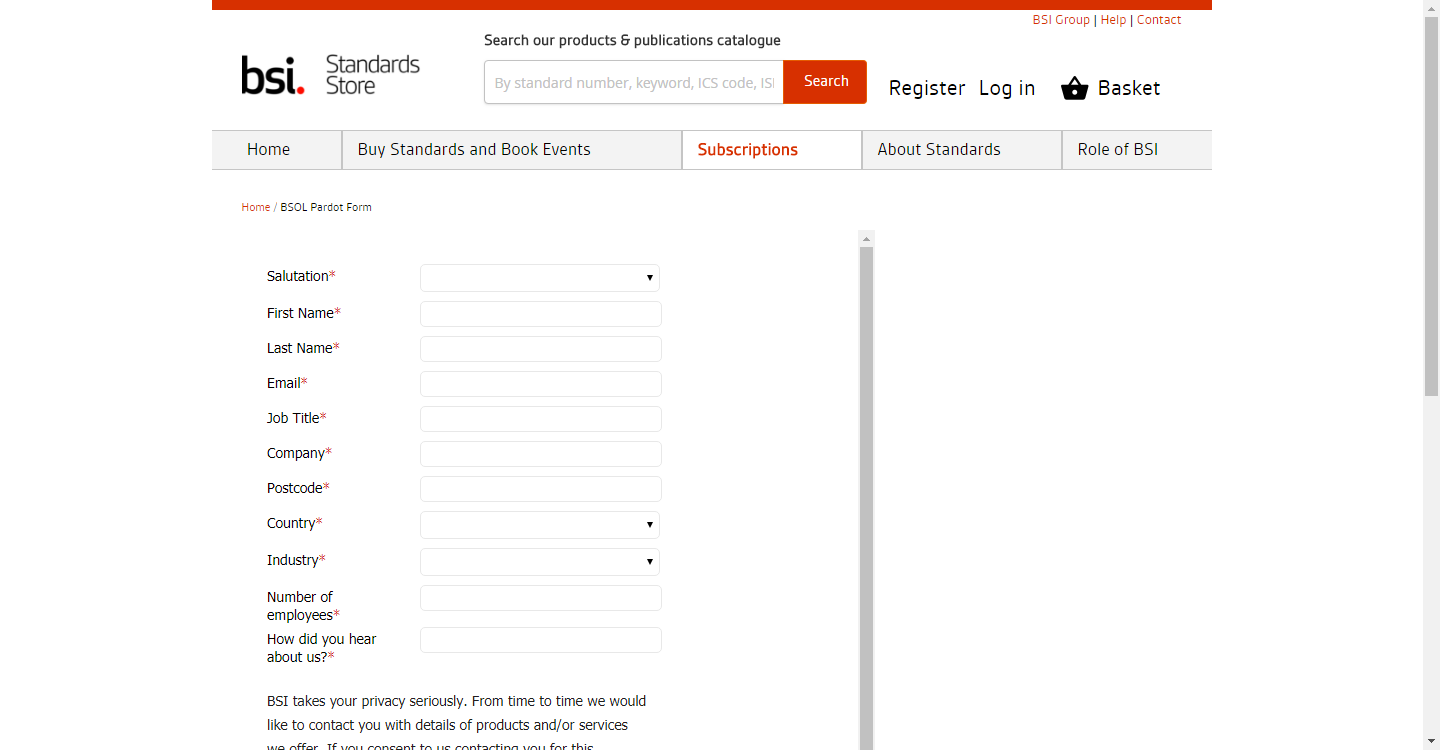 BSI Group | Help | Contact
Search our products & publications catalogue
bsi. Standards Store
By standard number, keyword, ICS code, ISI
Search
Register Log in Basket
Home Buy Standards and Book Events Subscriptions About Standards Role of BSI
Home / BSOL Pardot Form
Salutation*
First Name*
Last Name*
Email*
Job Title*
Company*
Postcode*
Country*
Industry*
Number of
employees*
How did you hear
about us?*
BSI takes your privacy seriously. From time to time we would
like to contact you with details of products and/or services
we offer. If you consent to us contacting you for this